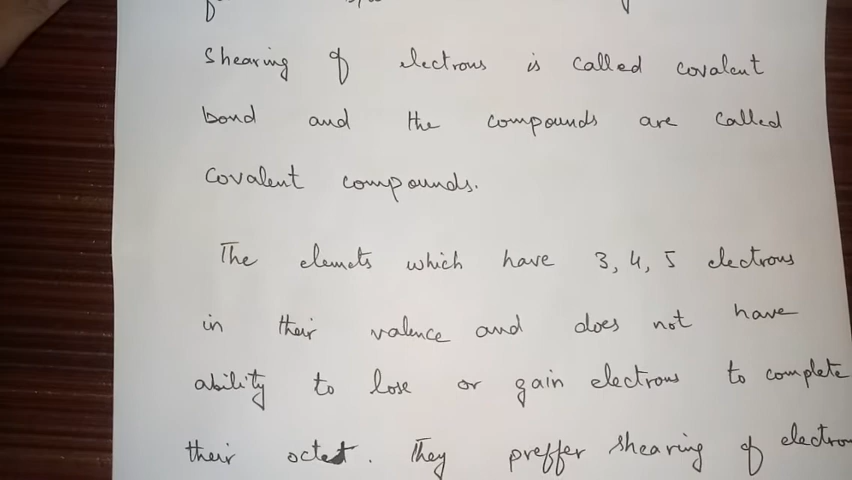 shearing of electrons is called covalent
bond and the compounds are called
covalent compounds.
The elemets which have 3, 4, 5 electrons
in their valence and does not have
ability to lose or gain electrons to complete
their octet. They preffer shearing of electron